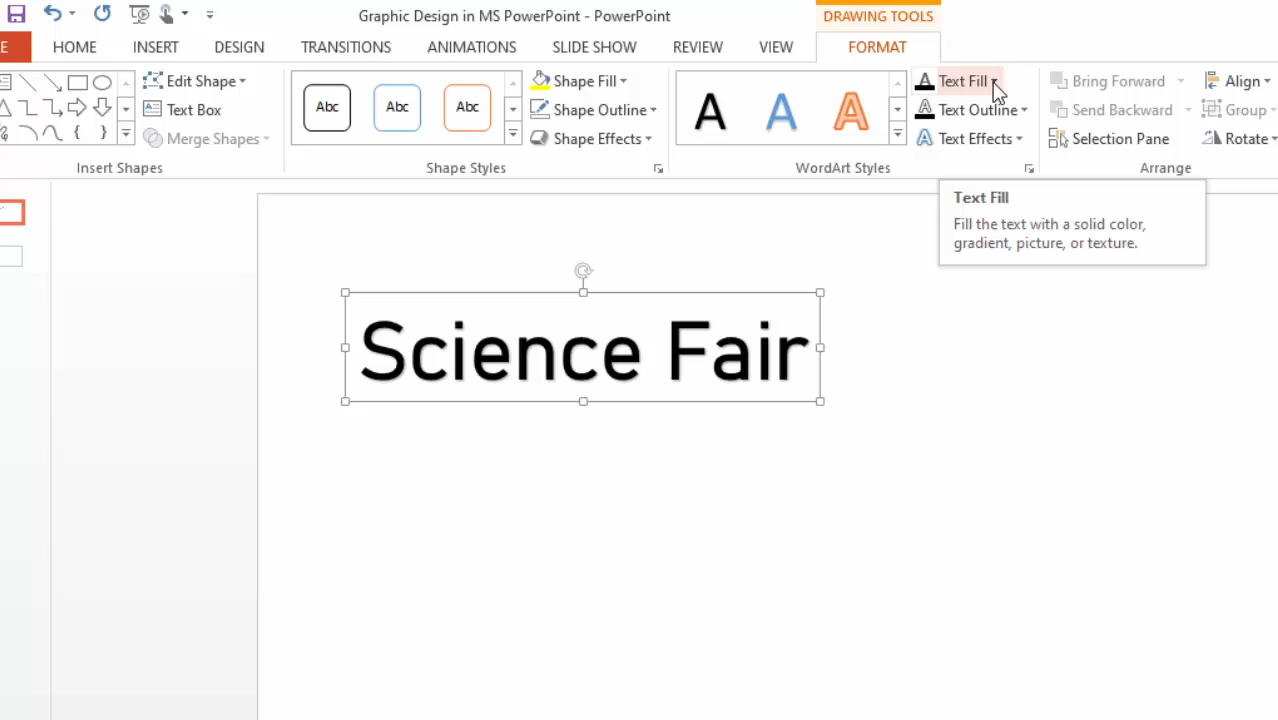 Graphic Design in MS PowerPoint - PowerPoint
DRAWING TOOLS
E HOME INSERT DESIGN TRANSITIONS ANIMATIONS SLIDE SHOW REVIEW VIEW FORMAT
Edit Shape
Text Box
Merge Shapes
Insert Shapes
Abc Abc Abc
Shape Fill
Shape Outline
Shape Effects
Shape Styles
A A A
Text Fill
Text Outline
Text Effects
WordArt Styles
Bring Forward
Send Backward
Selection Pane
Align
Group
Rotate
Arrange
Text Fill
Fill the text with a solid color,
gradient, picture, or texture.
Science Fair